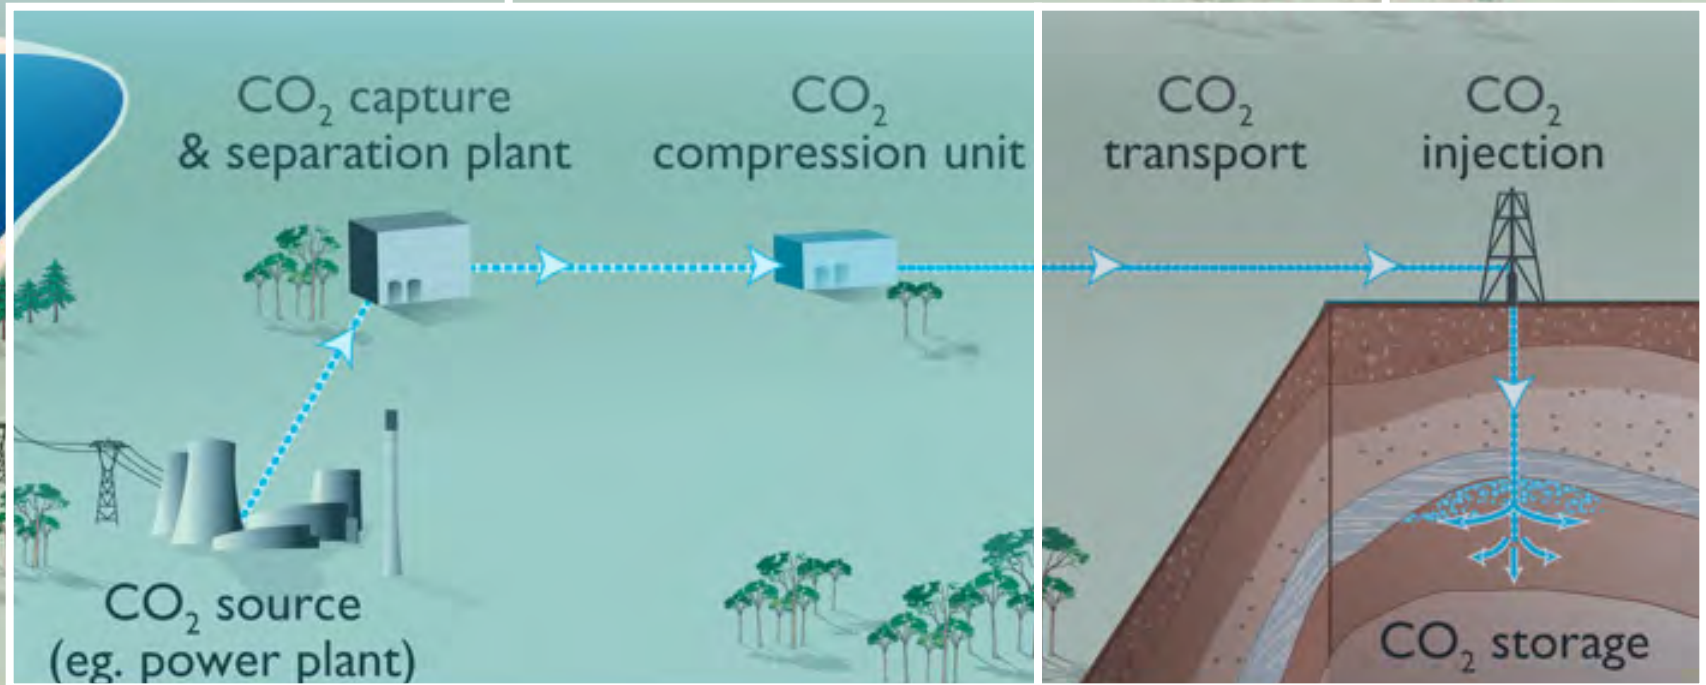 CO₂ capture
& separation plant
CO₂
compression unit
CO₂
transport
CO₂
injection
CO₂ source
(eg. power plant)
CO₂ storage